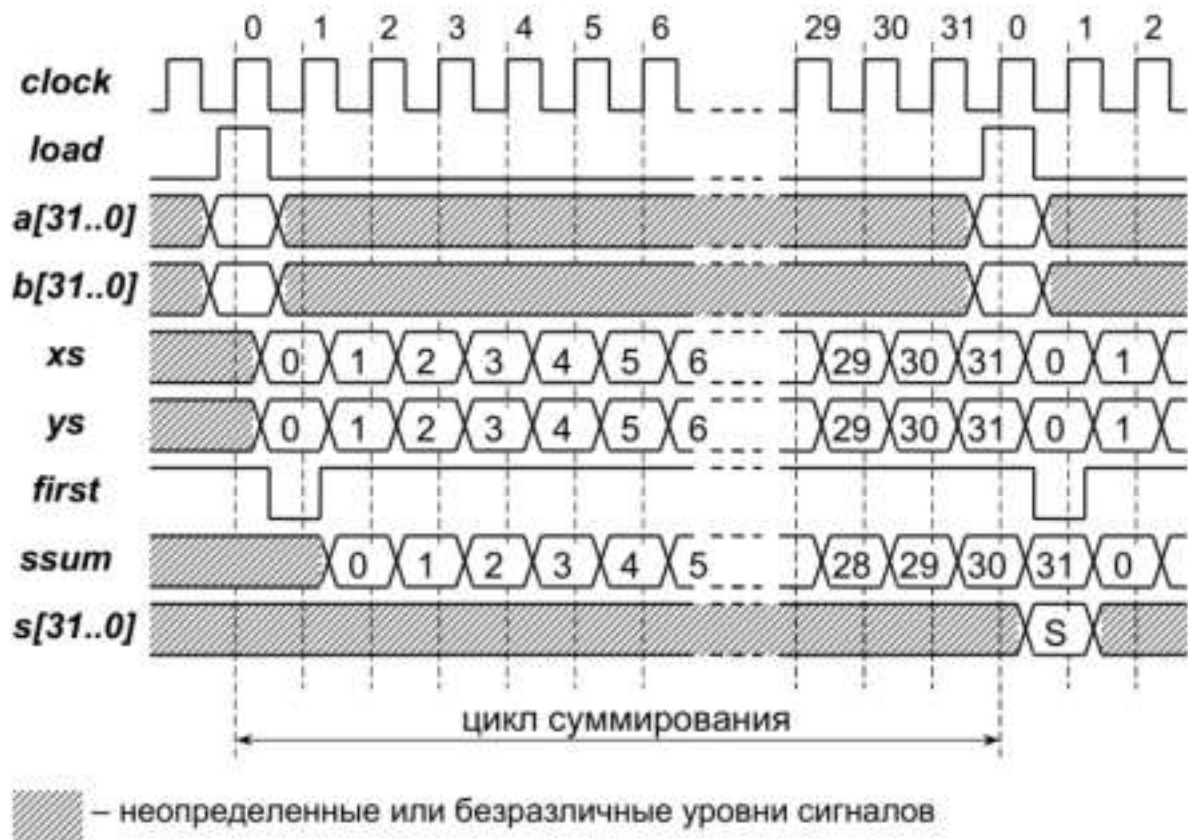 0 1 2 3 4 5 6 29 30 31 0 1 2
clock
load
a[31..0]
b[31..0]
xs 0 1 2 3 4 5 6 29 30 31 0 1
ys 0 1 2 3 4 5 6 29 30 31 0 1
first
ssum 0 1 2 3 4 5 28 29 30 31 0
s[31..0] S
цикл суммирования
– неопределенные или безразличные уровни сигналов